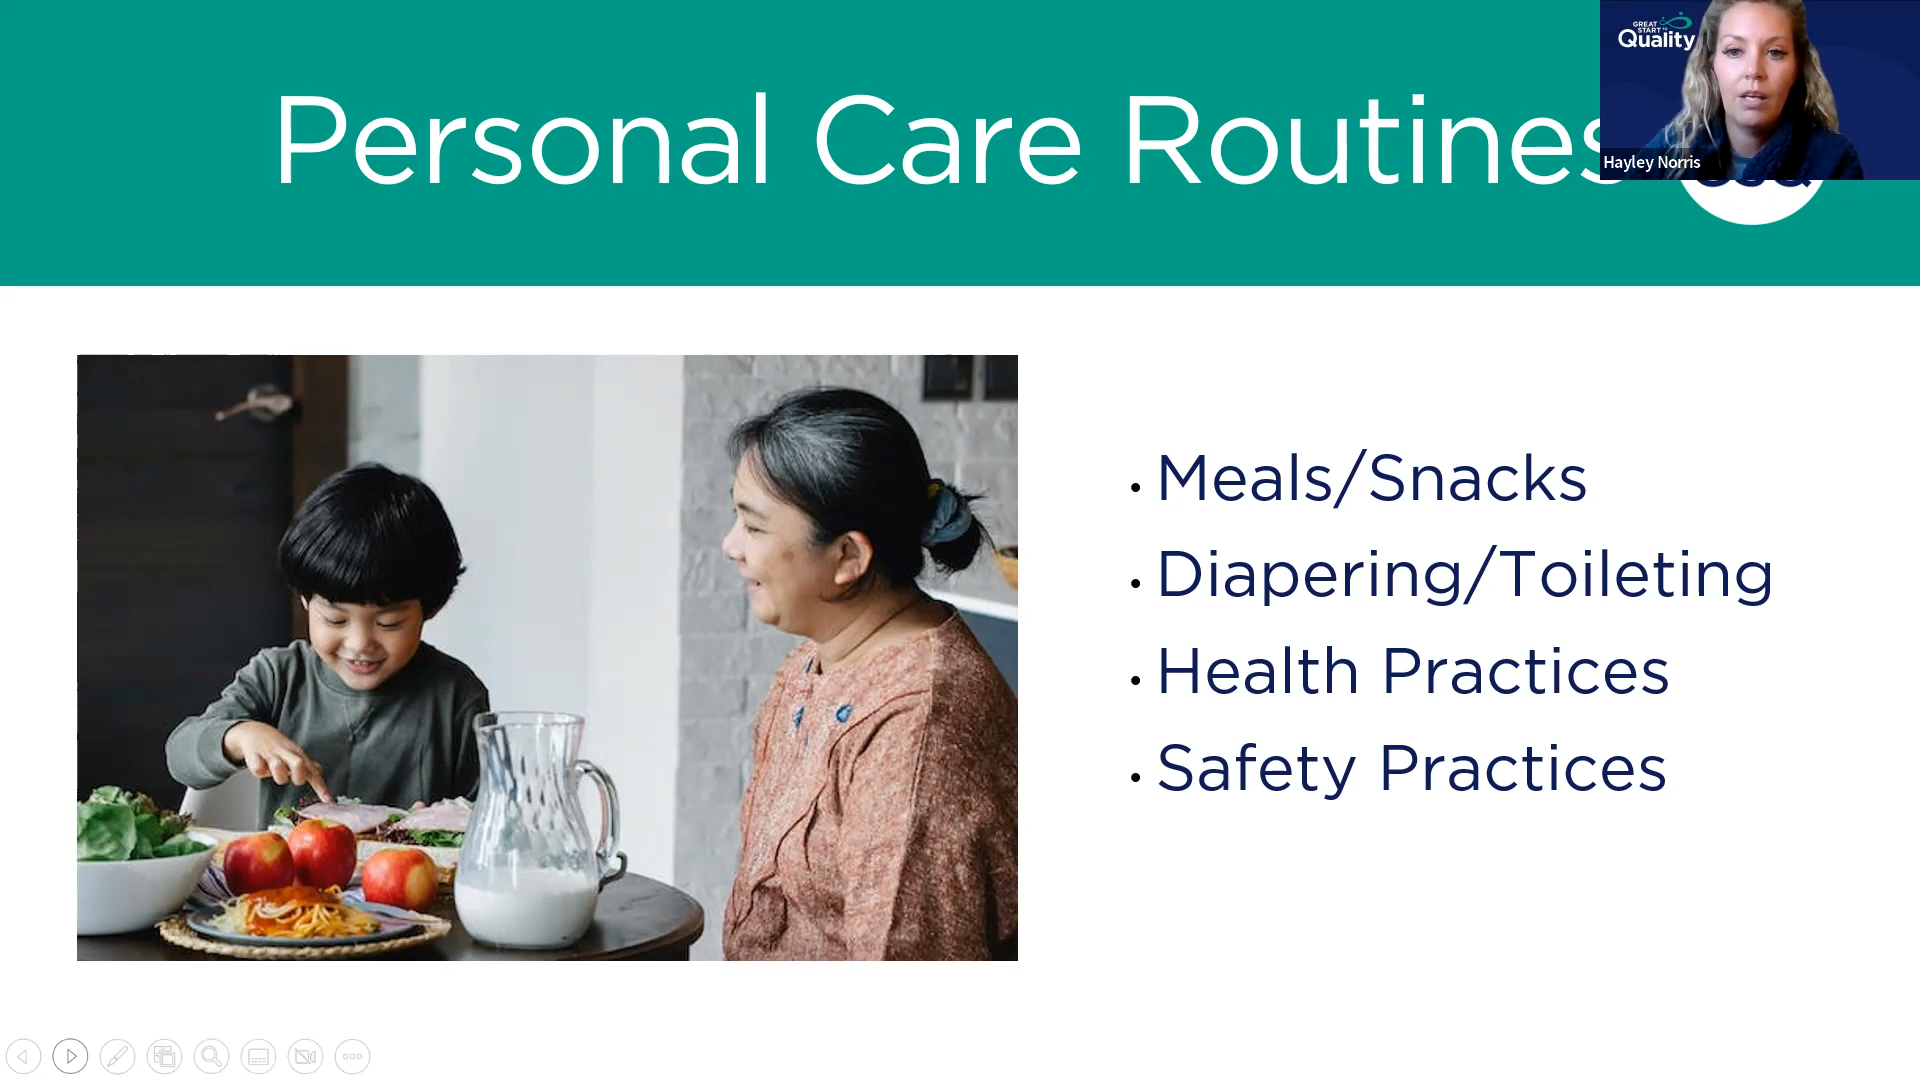 Personal Care Routines
GREAT
START TO
Quality
Hayley Norris
• Meals/Snacks
• Diapering/Toileting
• Health Practices
• Safety Practices